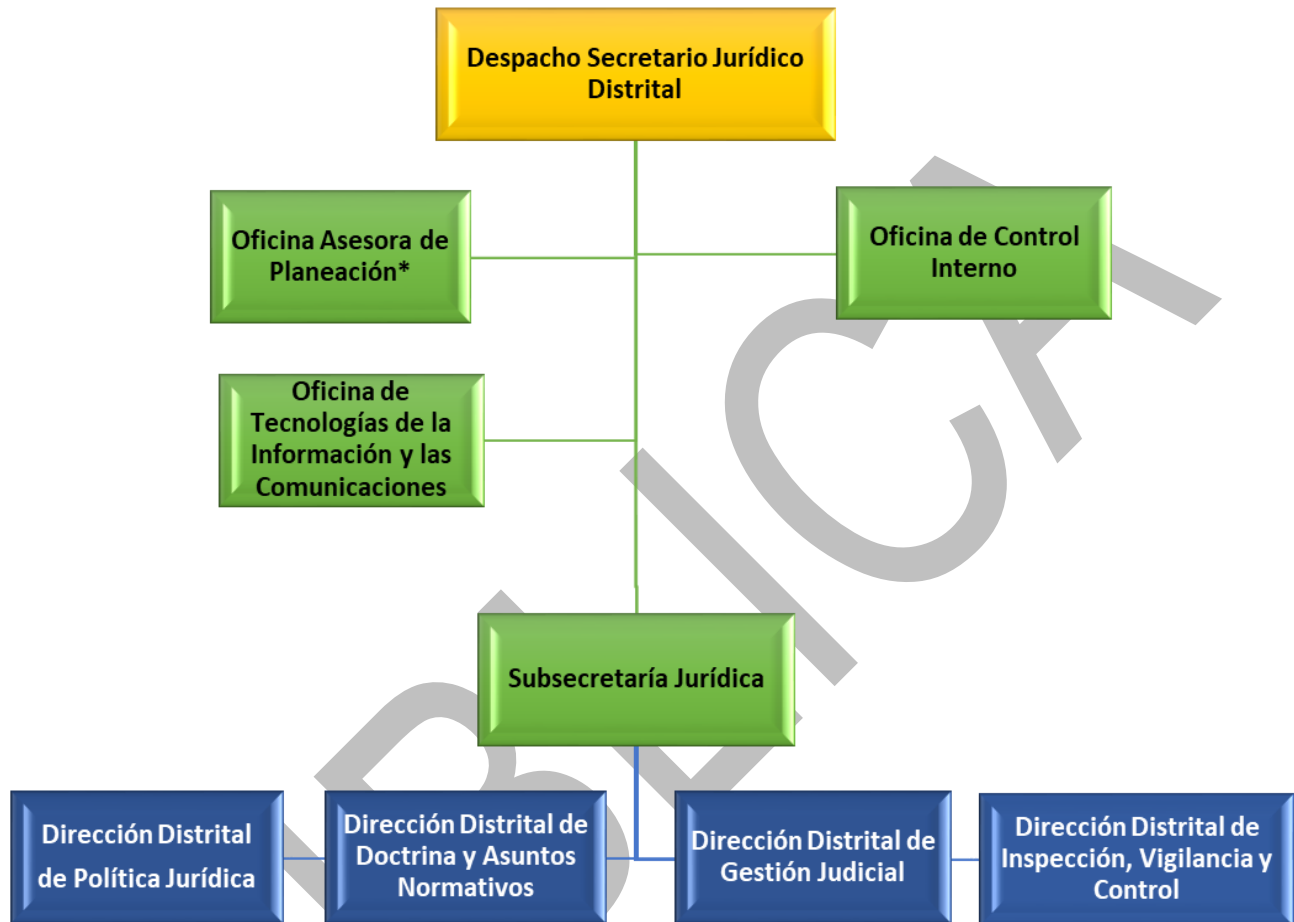 Despacho Secretario Jurídico
Distrital
Oficina Asesora de
Planeación*
Oficina de Control
Interno
Oficina de
Tecnologías de la
Información y las
Comunicaciones
Subsecretaría Jurídica
Dirección Distrital
de Política Jurídica
Dirección Distrital de
Doctrina y Asuntos
Normativos
Dirección Distrital de
Gestión Judicial
Dirección Distrital de
Inspección, Vigilancia y
Control
BLICA